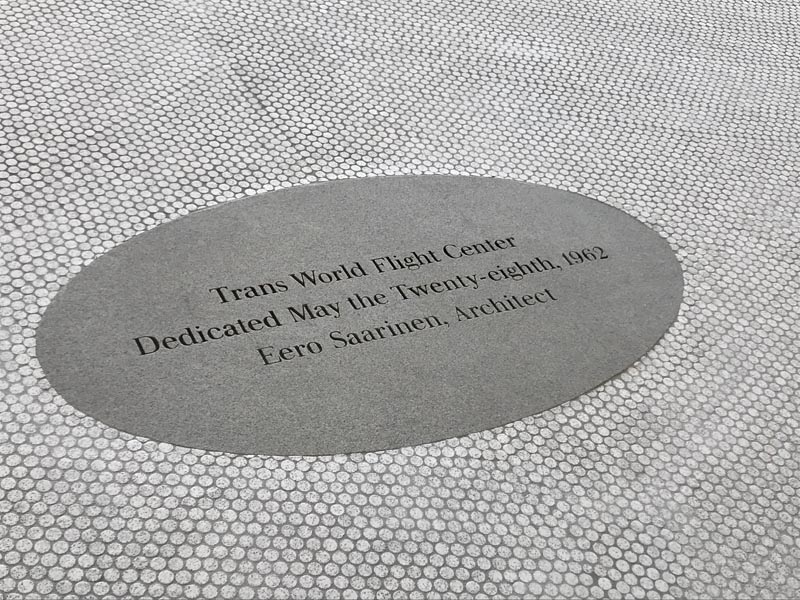 Trans World Flight Center
Dedicated May the Twenty-eighth, 1962
Eero Saarinen, Architect